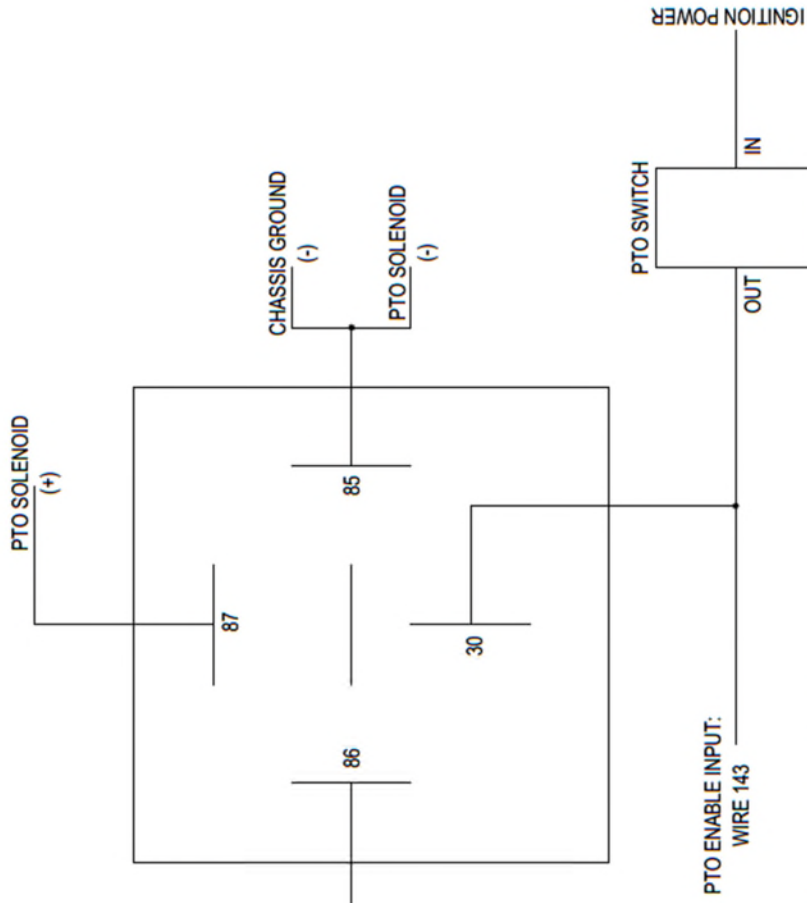 IGNITION POWER
PTO SOLENOID
(+)
CHASSIS GROUND
(-)
PTO SOLENOID
(-)
PTO SWITCH
IN
OUT
85
87
30
86
PTO ENABLE INPUT:
WIRE 143